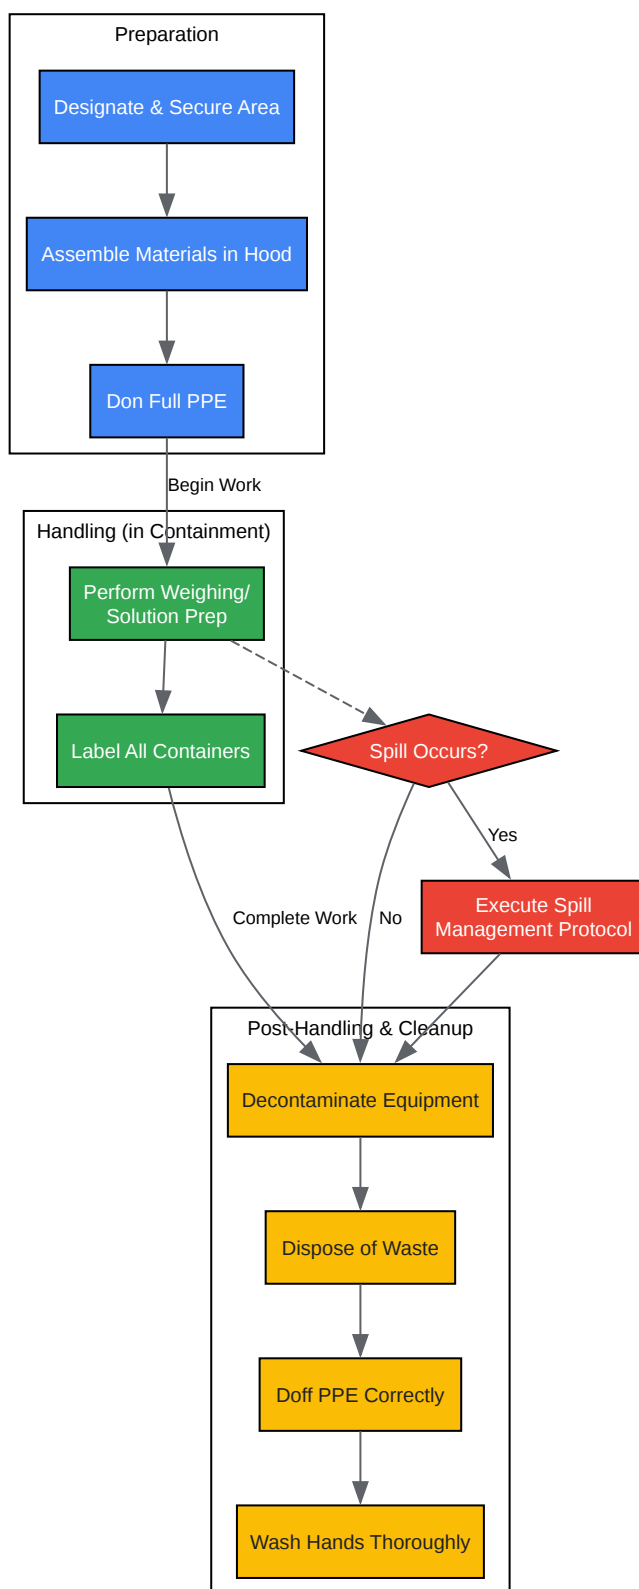 Preparation
Designate & Secure Area
Assemble Materials in Hood
Don Full PPE
Begin Work
Handling (in Containment)
Perform Weighing/
Solution Prep
Label All Containers
Spill Occurs?
Yes
Execute Spill
Management Protocol
Complete Work
No
Post-Handling & Cleanup
Decontaminate Equipment
Dispose of Waste
Doff PPE Correctly
Wash Hands Thoroughly